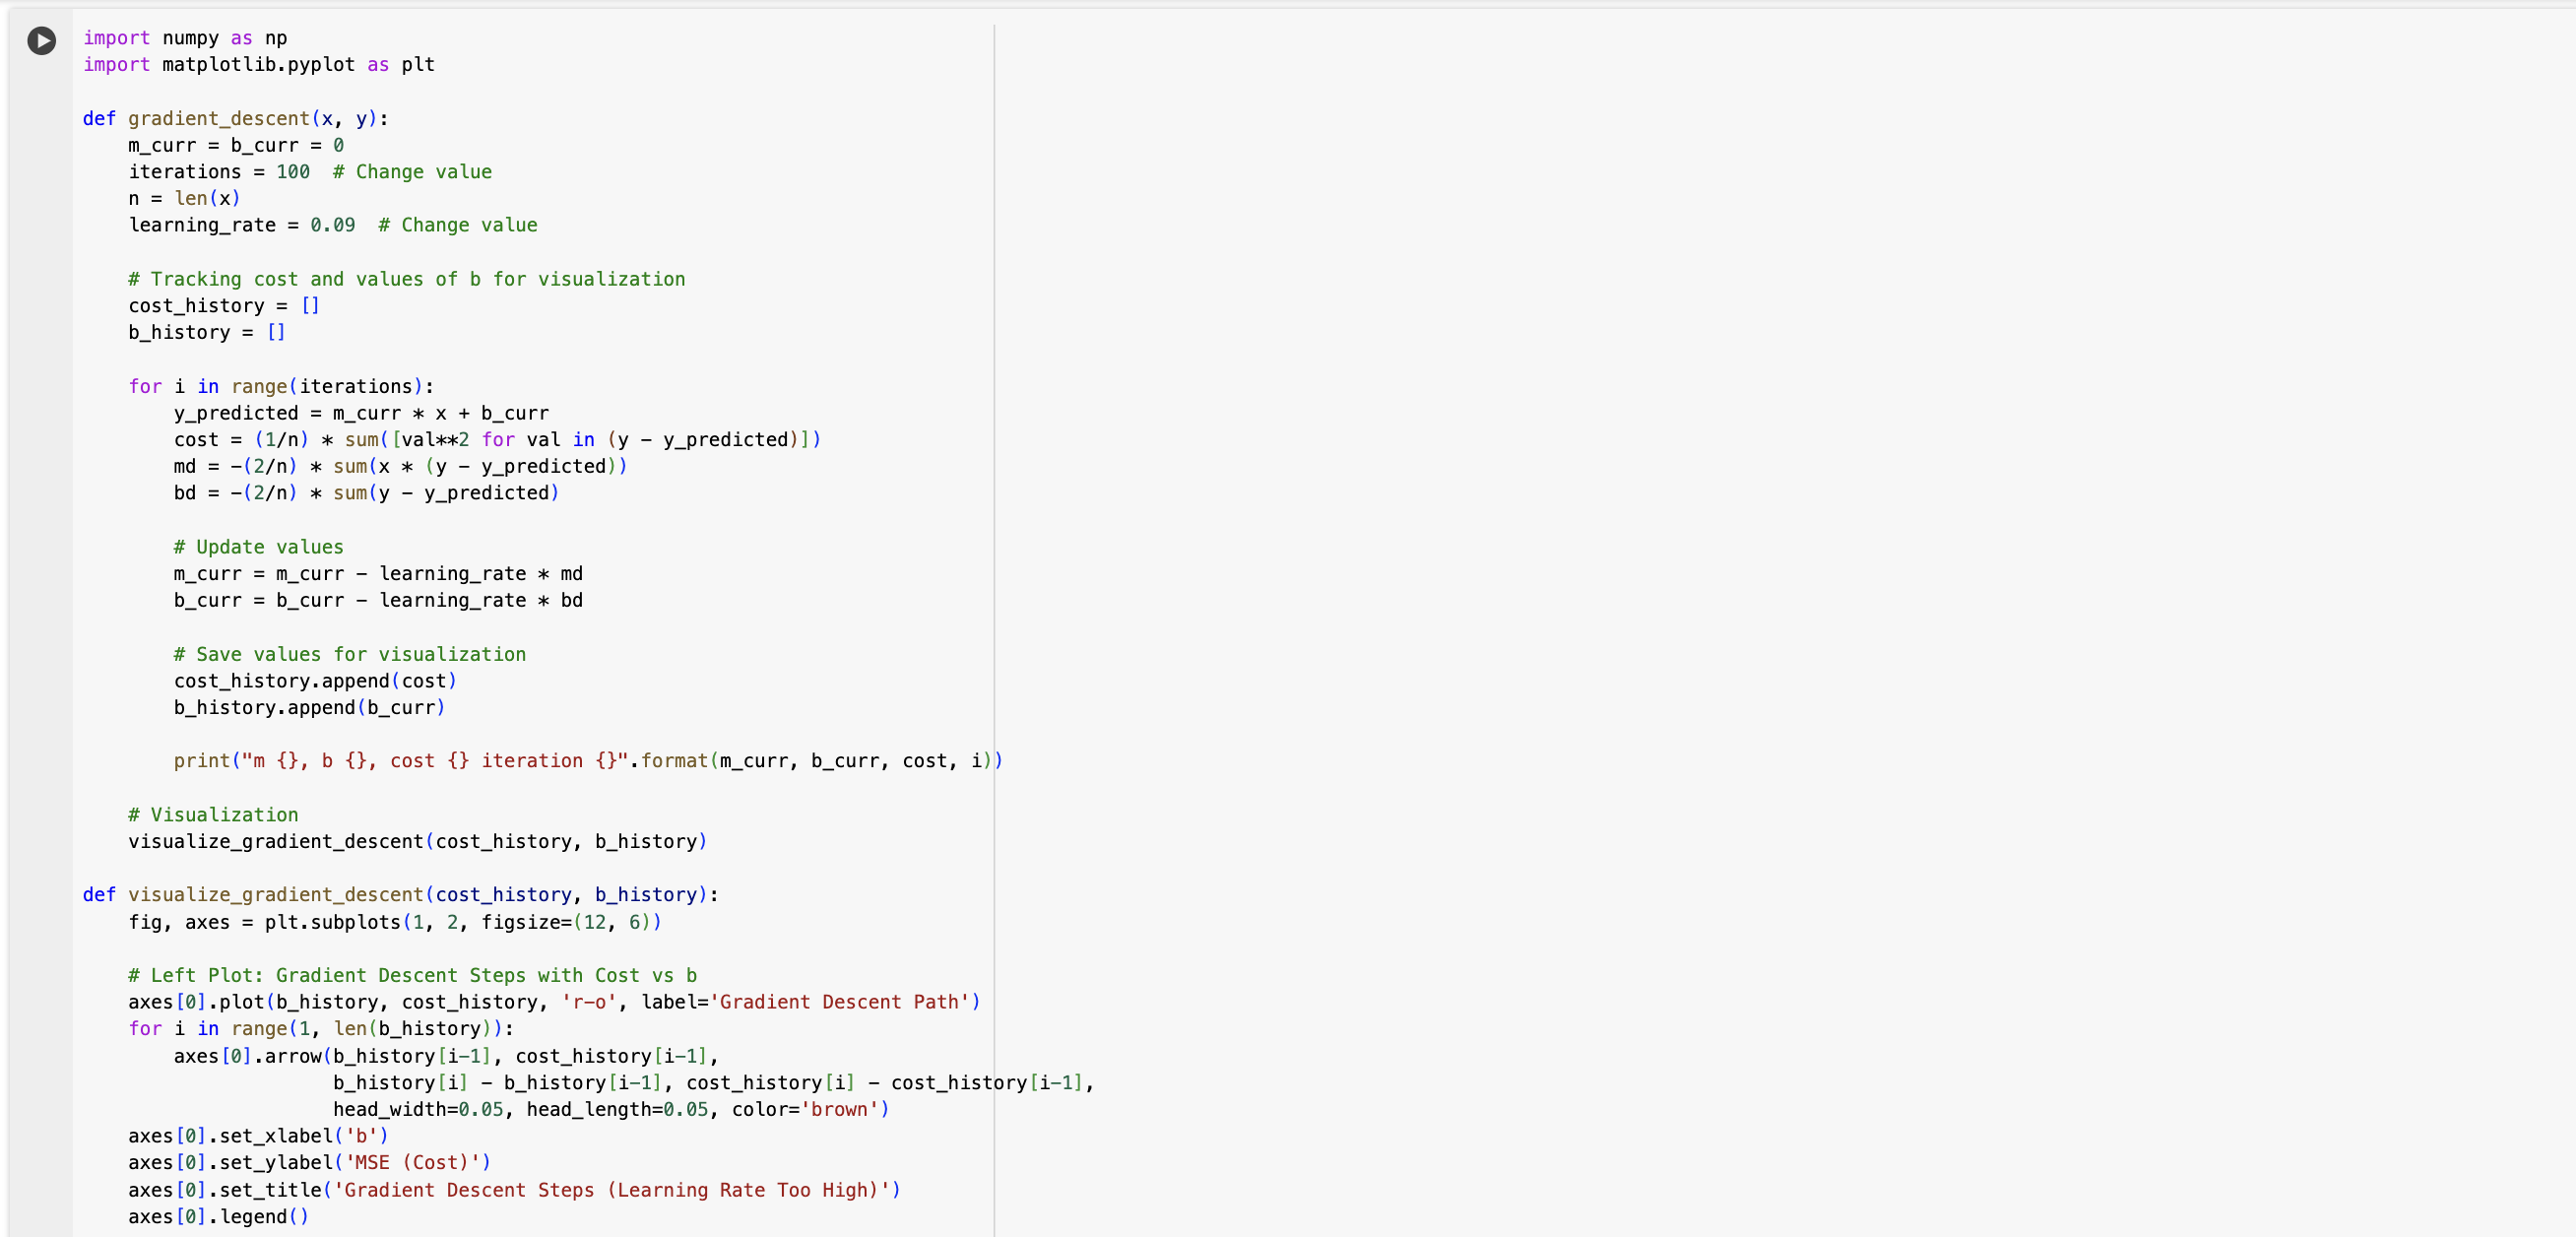 import numpy as np
import matplotlib.pyplot as plt

def gradient_descent(x, y):
    m_curr = b_curr = 0
    iterations = 100  # Change value
    n = len(x)
    learning_rate = 0.09  # Change value

    # Tracking cost and values of b for visualization
    cost_history = []
    b_history = []

    for i in range(iterations):
        y_predicted = m_curr * x + b_curr
        cost = (1/n) * sum([val**2 for val in (y - y_predicted)])
        md = -(2/n) * sum(x * (y - y_predicted))
        bd = -(2/n) * sum(y - y_predicted)

        # Update values
        m_curr = m_curr - learning_rate * md
        b_curr = b_curr - learning_rate * bd

        # Save values for visualization
        cost_history.append(cost)
        b_history.append(b_curr)

        print("m {}, b {}, cost {} iteration {}".format(m_curr, b_curr, cost, i))

    # Visualization
    visualize_gradient_descent(cost_history, b_history)

def visualize_gradient_descent(cost_history, b_history):
    fig, axes = plt.subplots(1, 2, figsize=(12, 6))

    # Left Plot: Gradient Descent Steps with Cost vs b
    axes[0].plot(b_history, cost_history, 'r-o', label='Gradient Descent Path')
    for i in range(1, len(b_history)):
        axes[0].arrow(b_history[i-1], cost_history[i-1],
                      b_history[i] - b_history[i-1], cost_history[i] - cost_history[i-1],
                      head_width=0.05, head_length=0.05, color='brown')
    axes[0].set_xlabel('b')
    axes[0].set_ylabel('MSE (Cost)')
    axes[0].set_title('Gradient Descent Steps (Learning Rate Too High)')
    axes[0].legend()